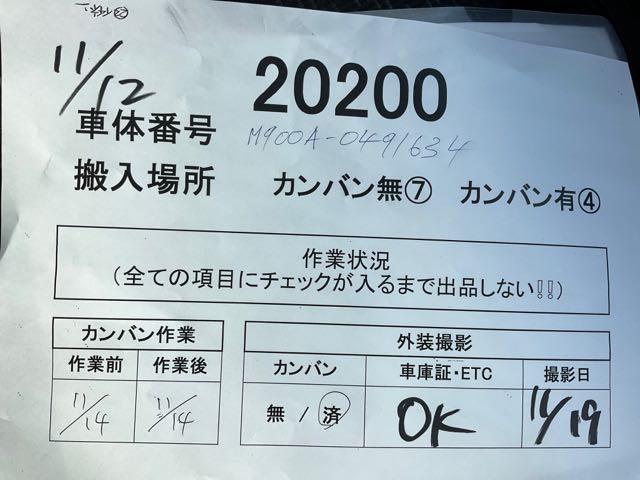 11/12
20200
車体番号 M900A-0491634
搬入場所 カンバン無⑦ カンバン有④
作業状況
(全ての項目にチェックが入るまで出品しない!!)
カンバン作業
作業前 作業後
11/14 11/14
外装撮影
カンバン 車庫証・ETC 撮影日
無 / 済 OK 11/19